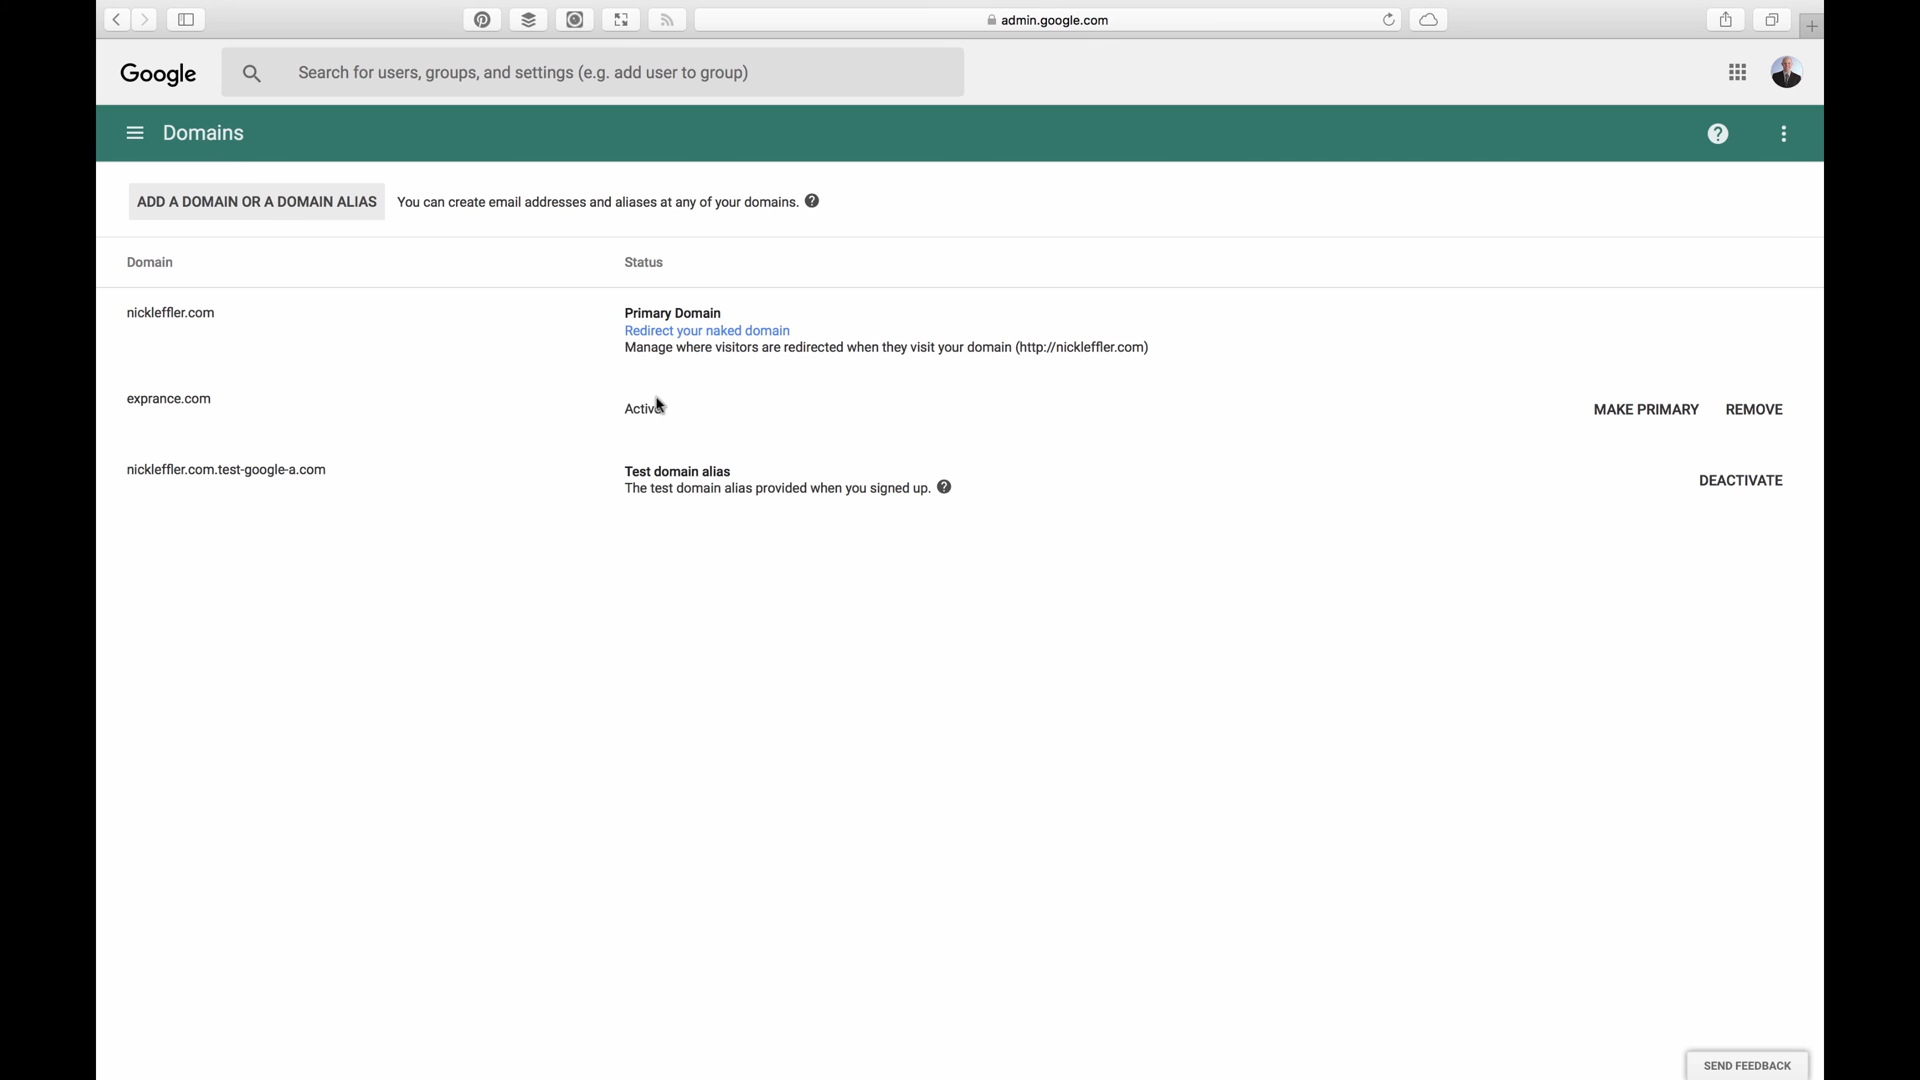 admin.google.com
Google
Search for users, groups, and settings (e.g. add user to group)
Domains
ADD A DOMAIN OR A DOMAIN ALIAS You can create email addresses and aliases at any of your domains.
Domain Status
nickleffler.com Primary Domain
Redirect your naked domain
Manage where visitors are redirected when they visit your domain (http://nickleffler.com)
exprance.com
Active MAKE PRIMARY REMOVE
nickleffler.com.test-google-a.com Test domain alias
The test domain alias provided when you signed up.
DEACTIVATE
SEND FEEDBACK